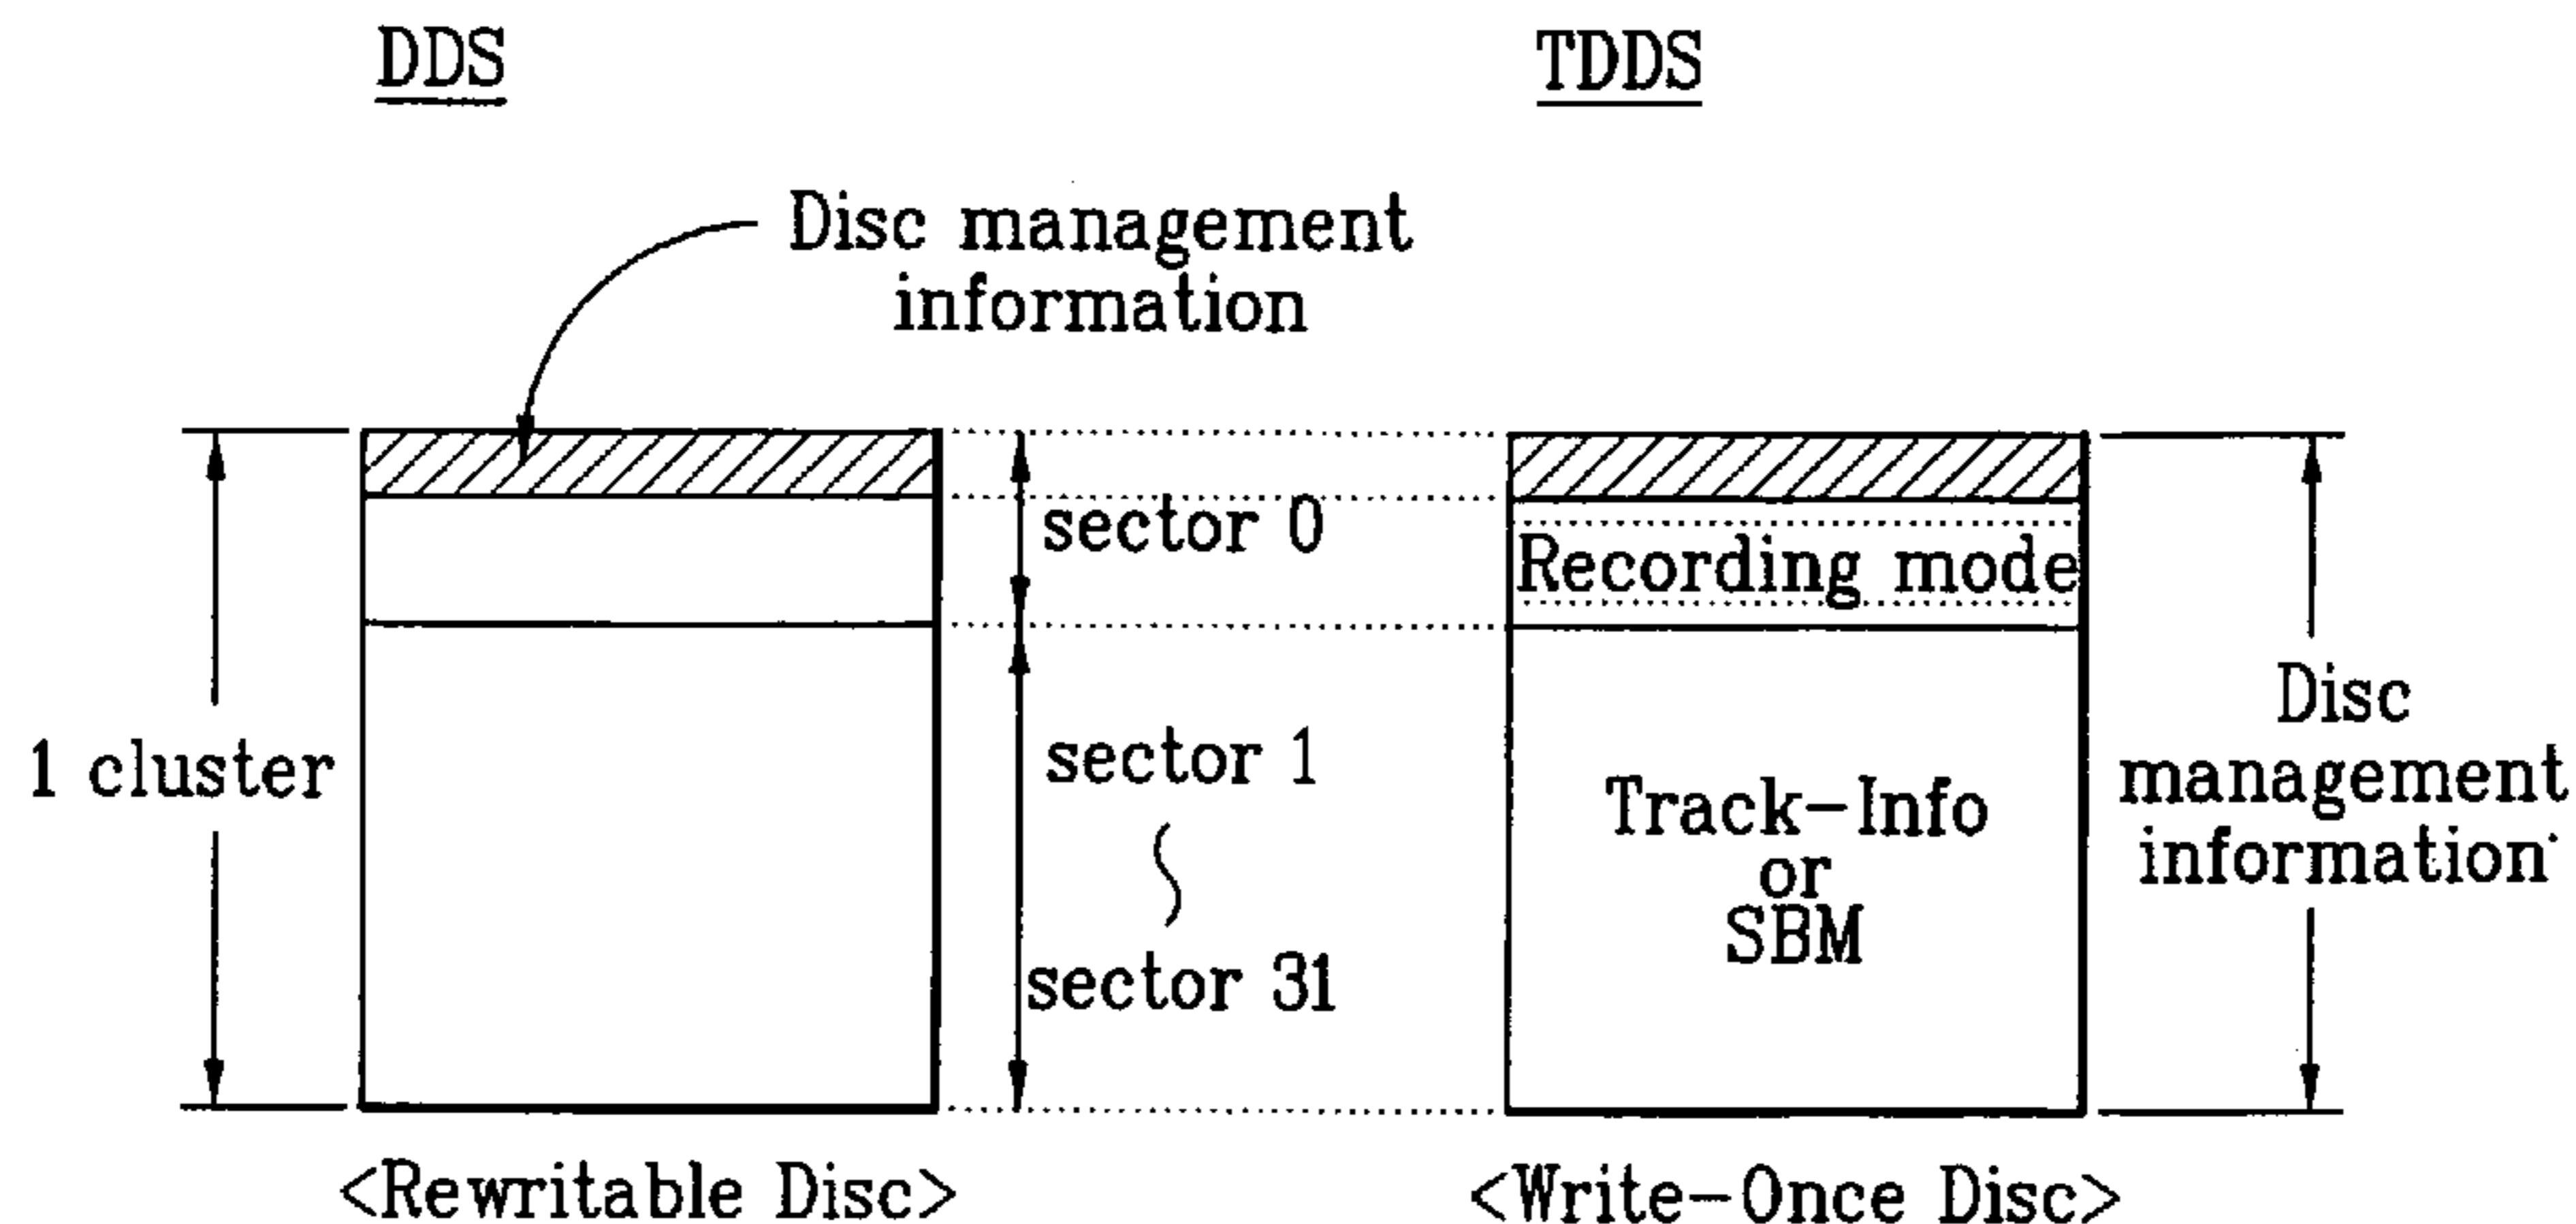 DDS
TDDS
Disc management
information
sector 0
Recording mode
1 cluster
sector 1
sector 31
Track-Info
or
SBM
Disc
management
information
<Rewritable Disc>
<Write-Once Disc>